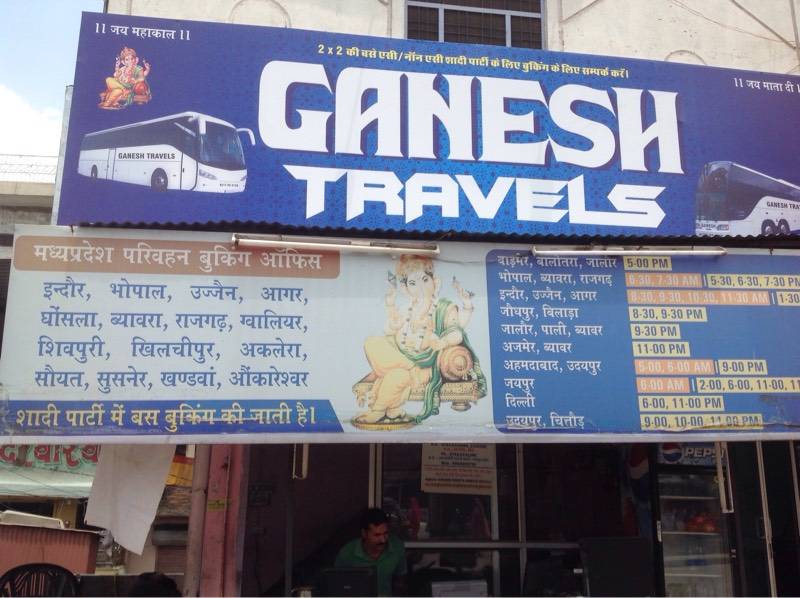 ।। जय महाकाल ।।
2 x 2 की बसे एसी/नॉन एसी शादी पार्टी के लिए बुकिंग के लिए सम्पर्क करें।
।। जय माता दी
GANESH
TRAVELS
GANESH TRAVELS
GANESH
मध्यप्रदेश परिवहन बुकिंग ऑफिस
इन्दौर, भोपाल, उज्जैन, आगर,
घोंसला, ब्यावरा, राजगढ़, ग्वालियर,
शिवपुरी, खिलचीपुर, अकलेरा,
सौयत, सुसनेर, खण्डवां, औंकारेश्वर
शादी पार्टी में बस बुकिंग की जाती है।
बाड़मेर, बालोतरा, जालौर 5-00 PM
भोपाल, ब्यावरा, राजगढ़ 6-30, 7-30 AM 5-30, 6-30, 7-30 PM
इन्दौर, उज्जैन, आगर 8-30, 9-30, 10-30, 11-30 AM
जौधपुर, बिलाड़ा 8-30, 9-30 PM
जालौर, पाली, ब्यावर 9-30 PM
अजमेर, ब्यावर 11-00 PM
अहमदाबाद, उदयपुर 5-00, 6-00 AM 9-00 PM
जयपुर 6-00 AM 2-00, 6-00, 11-00
दिल्ली 6-00, 11-00 PM
उदयपुर, चित्तौड़ 9-00, 10-00, 11-00 PM
PEPSI